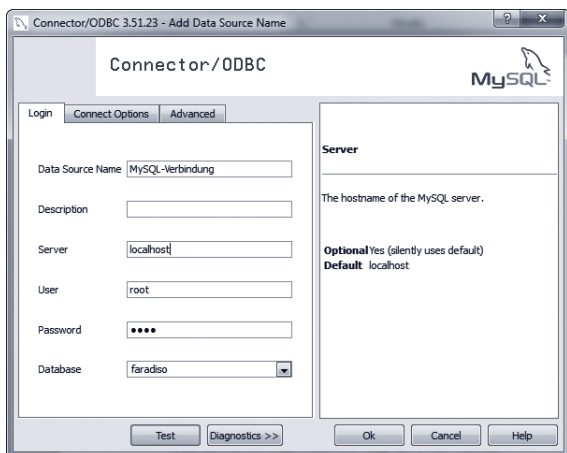 Connector/ODBC 3.51.23 - Add Data Source Name
Connector/ODBC
MySQL
Login Connect Options Advanced
Data Source Name MySQL-Verbindung
Description
Server localhost
User root
Password ••••
Database faradiso
Server
The hostname of the MySQL server.
Optional Yes (silently uses default)
Default localhost
Test Diagnostics >> Ok Cancel Help